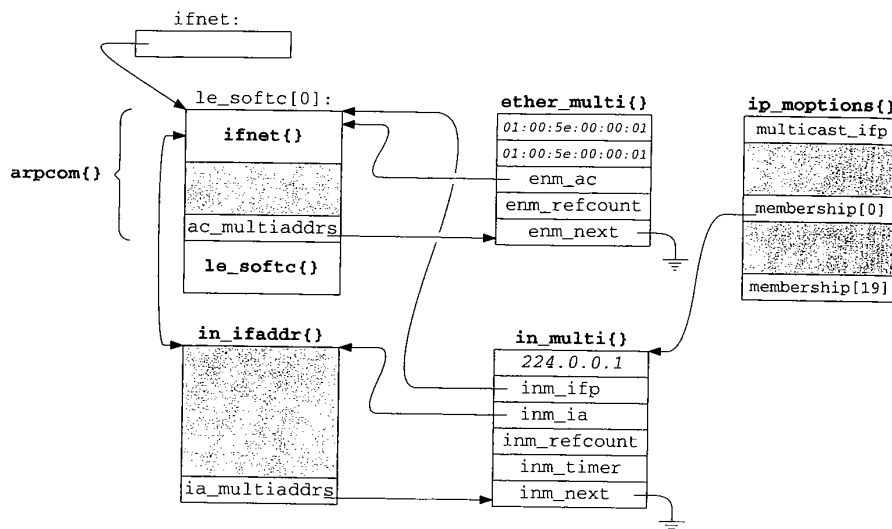 ifnet:
le_softc[0]:
ifnet{}
arpcom{}
ac_multiaddrs
le_softc{}
ether_multi{}
01:00:5e:00:00:01
01:00:5e:00:00:01
enm_ac
enm_refcount
enm_next
ip_moptions{}
multicast_ifp
membership[0]
membership[19]
in_ifaddr{}
ia_multiaddrs
in_multi{}
224.0.0.1
inm_ifp
inm_ia
inm_refcount
inm_timer
inm_next